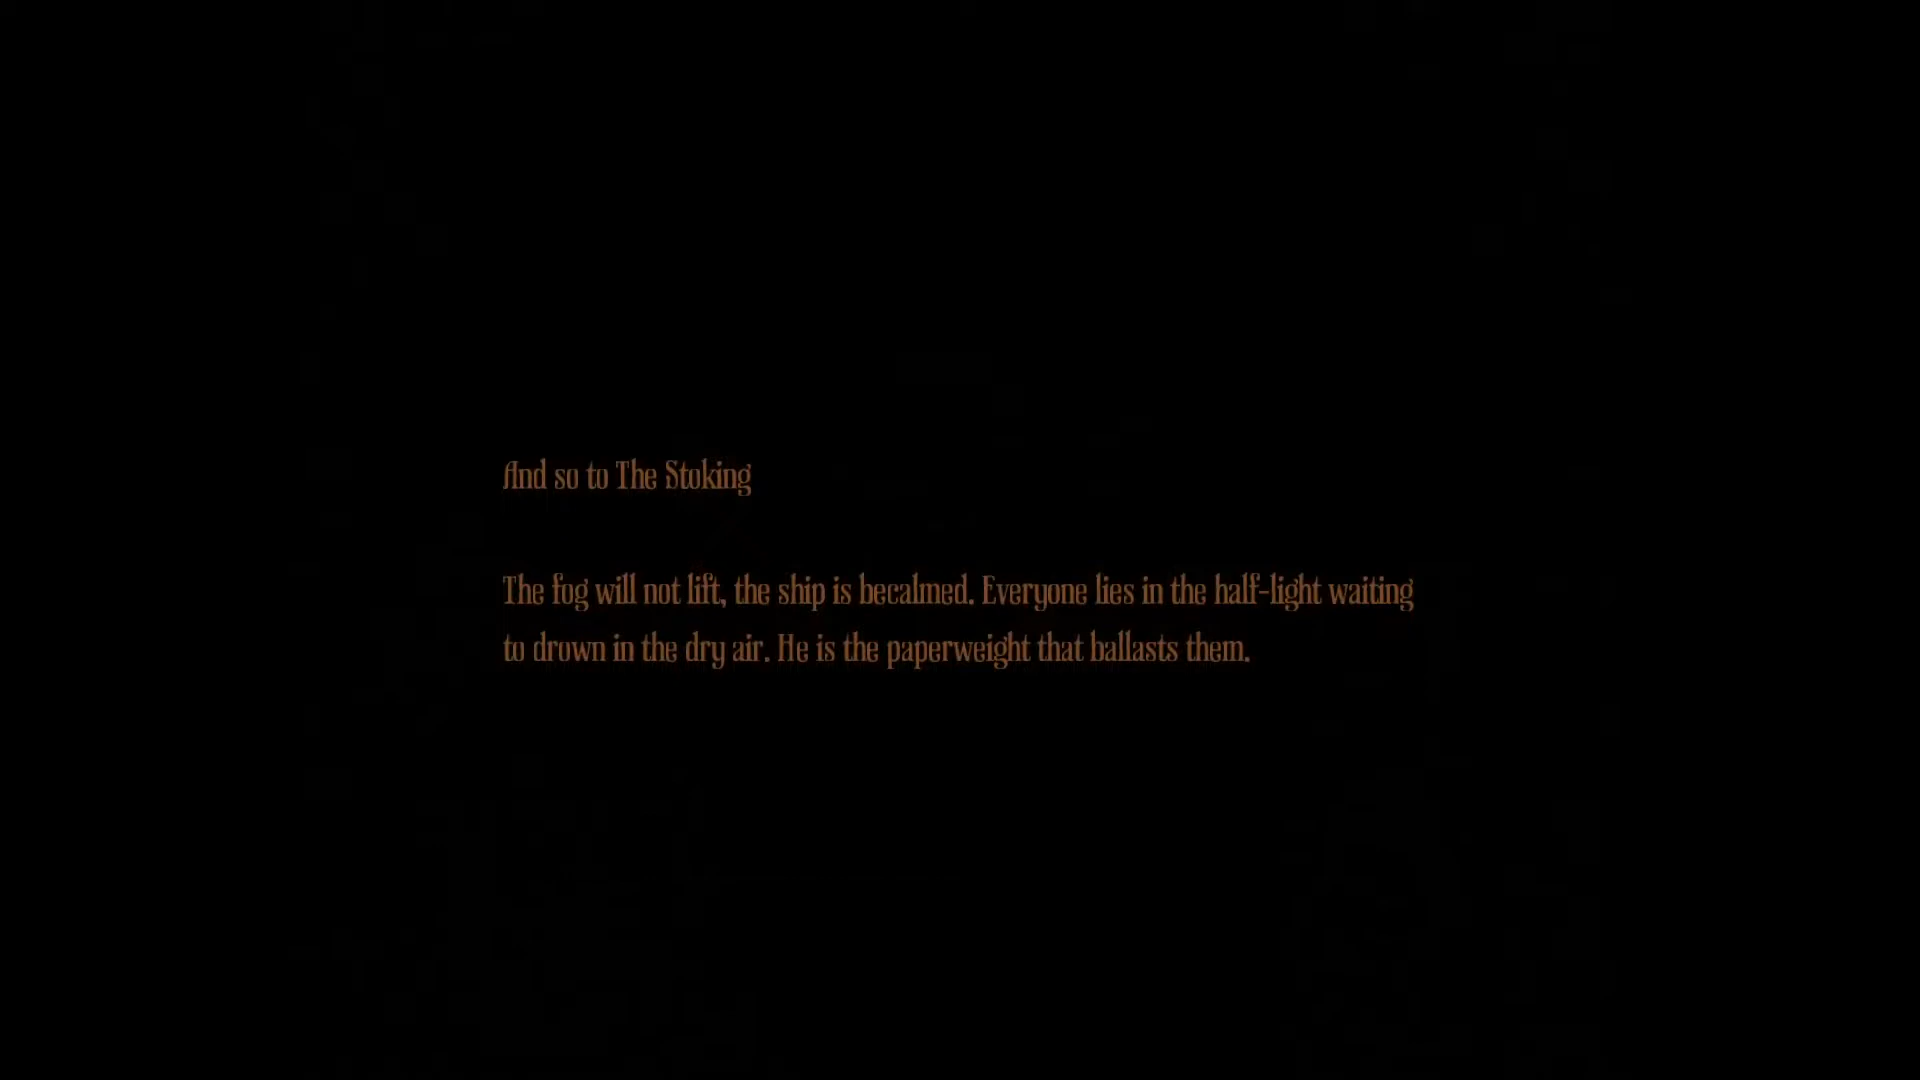 And so to The Stoking
The fog will not lift, the ship is becalmed. Everyone lies in the half-light waiting
to drown in the dry air. He is the paperweight that ballasts them.